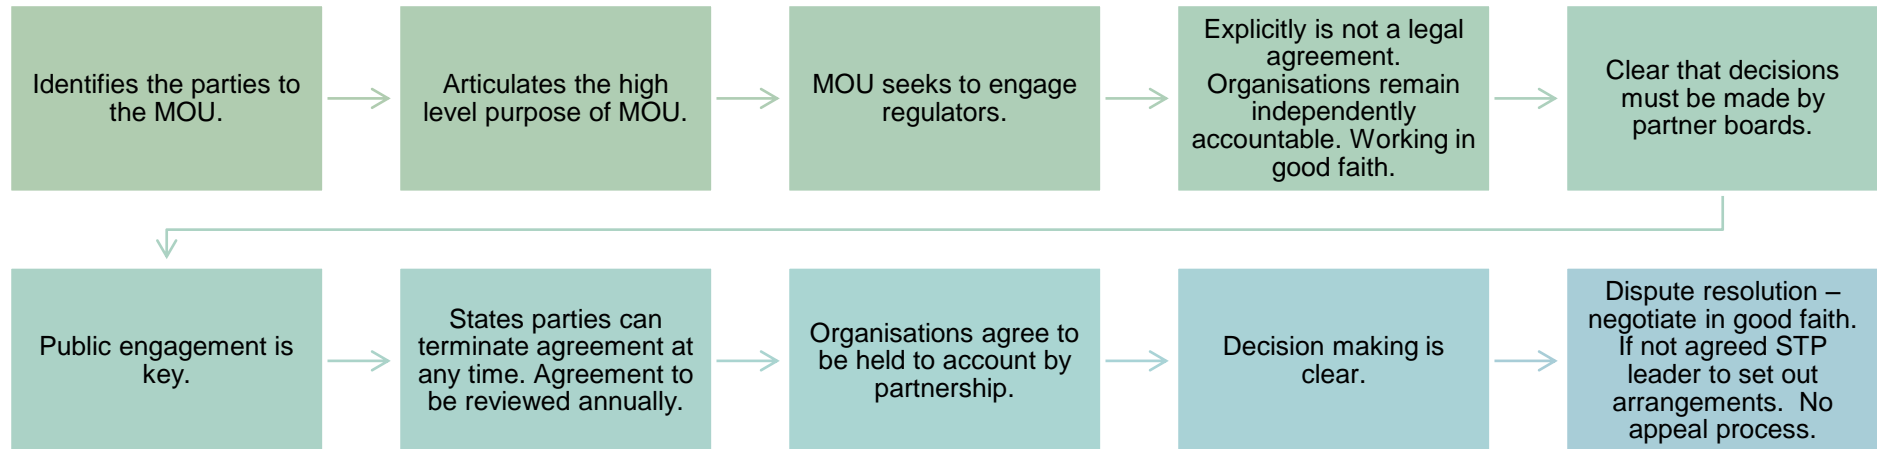 Identifies the parties to
the MOU.
Articulates the high
level purpose of MOU.
MOU seeks to engage
regulators.
Explicitly is not a legal
agreement.
Organisations remain
independently
accountable. Working in
good faith.
Clear that decisions
must be made by
partner boards.
Public engagement is
key.
States parties can
terminate agreement at
any time. Agreement to
be reviewed annually.
Organisations agree to
be held to account by
partnership.
Decision making is
clear.
Dispute resolution –
negotiate in good faith.
If not agreed STP
leader to set out
arrangements.  No
appeal process.